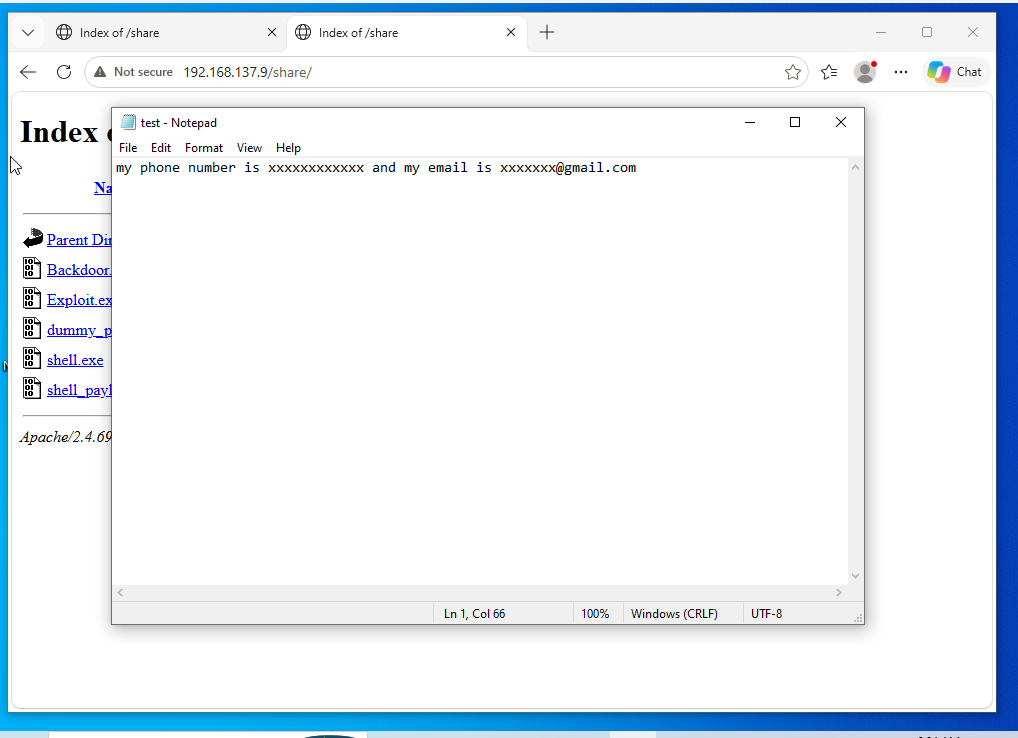 Index of /share
Index of /share
Not secure 192.168.137.9/share/
Chat
Index
test - Notepad
File Edit Format View Help
my phone number is xxxxxxxxxxxx and my email is xxxxxxx@gmail.com
Na
Parent Dir
Backdoor.
Exploit.ex
dummy_p
shell.exe
shell_payl
Apache/2.4.69
Ln 1, Col 66
100%
Windows (CRLF)
UTF-8